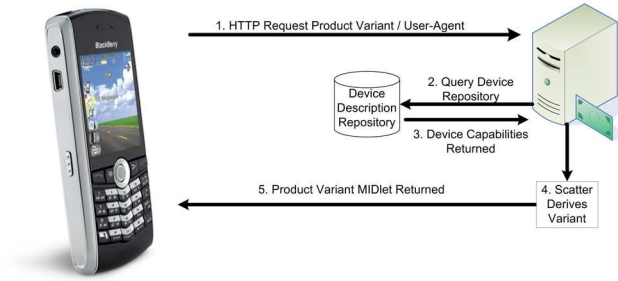 1. HTTP Request Product Variant / User-Agent
BlackBerry
2. Query Device
Repository
Device
Description
Repository
3. Device Capabilities
Returned
5. Product Variant MIDlet Returned
4. Scatter
Derives
Variant